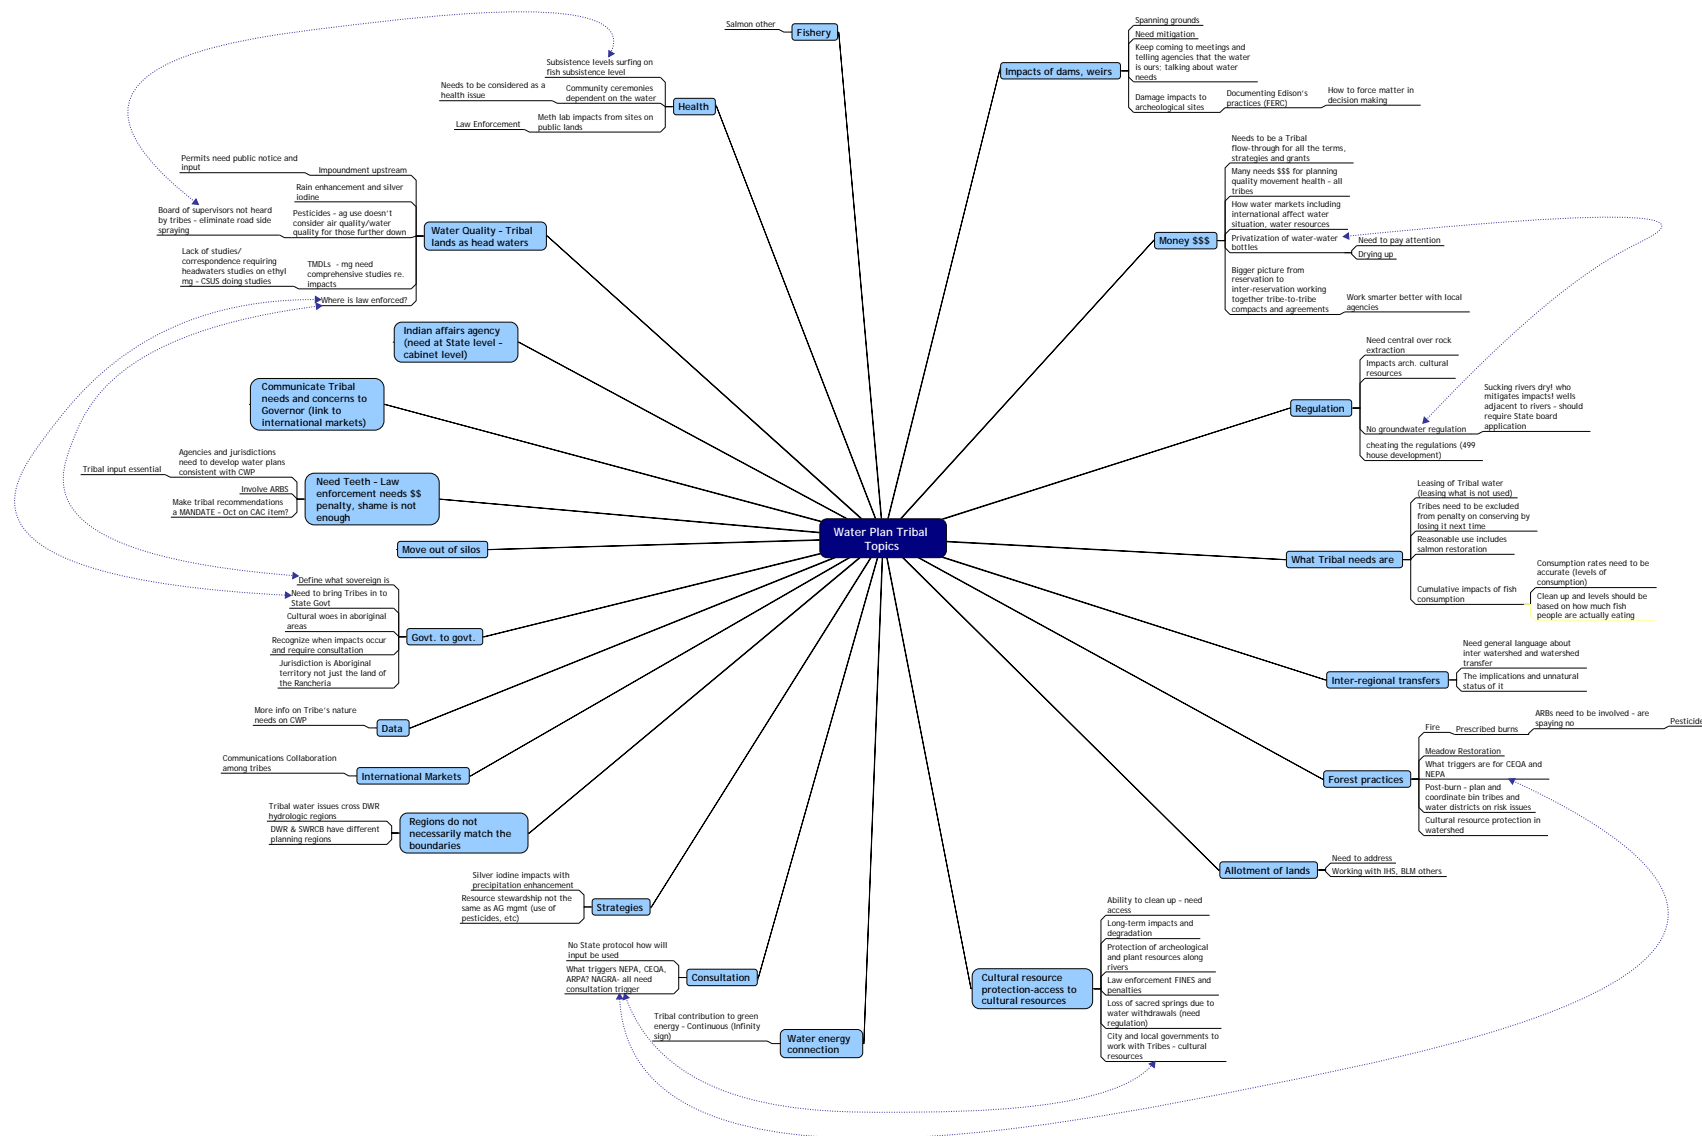 Water Plan Tribal
Topics
Fishery
Salmon other
Health
Subsistence levels surfing on
fish subsistence level
Community ceremonies
dependent on the water
Needs to be considered as a
health issue
Meth lab impacts from sites on
public lands
Law Enforcement
Water Quality - Tribal
lands as head waters
Impoundment upstream
Permits need public notice and
input
Rain enhancement and silver
iodine
Pesticides - ag use doesn't
consider air quality/water
quality for those further down
Board of supervisors not heard
by tribes - eliminate road side
spraying
TMDLs - mg need
comprehensive studies re.
impacts
Lack of studies/
correspondence requiring
headwaters studies on ethyl
mg - CSUS doing studies
Where is law enforced?
Indian affairs agency
(need at State level -
cabinet level)
Communicate Tribal
needs and concerns to
Governor (link to
international markets)
Need Teeth - Law
enforcement needs $$
penalty, shame is not
enough
Agencies and jurisdictions
need to develop water plans
consistent with CWP
Tribal input essential
Involve ARBS
Make tribal recommendations
a MANDATE - Oct on CAC item?
Move out of silos
Govt. to govt.
Define what sovereign is
Need to bring Tribes in to
State Govt
Cultural woes in aboriginal
areas
Recognize when impacts occur
and require consultation
Jurisdiction is Aboriginal
territory not just the land of
the Rancheria
Data
More info on Tribe's nature
needs on CWP
International Markets
Communications Collaboration
among tribes
Regions do not
necessarily match the
boundaries
Tribal water issues cross DWR
hydrologic regions
DWR & SWRCB have different
planning regions
Strategies
Silver iodine impacts with
precipitation enhancement
Resource stewardship not the
same as AG mgmt (use of
pesticides, etc)
Consultation
No State protocol how will
input be used
What triggers NEPA, CEQA,
ARPA? NAGRA- all need
consultation trigger
Water energy
connection
Tribal contribution to green
energy - Continuous (Infinity
sign)
Impacts of dams, weirs
Spanning grounds
Need mitigation
Keep coming to meetings and
telling agencies that the water
is ours; talking about water
needs
Damage impacts to
archeological sites
Documenting Edison's
practices (FERC)
How to force matter in
decision making
Money $$$
Needs to be a Tribal
flow-through for all the terms,
strategies and grants
Many needs $$$ for planning
quality movement health - all
tribes
How water markets including
international affect water
situation, water resources
Privatization of water-water
bottles
Need to pay attention
Drying up
Bigger picture from
reservation to
inter-reservation working
together tribe-to-tribe
compacts and agreements
Work smarter better with local
agencies
Regulation
Need central over rock
extraction
Impacts arch. cultural
resources
No groundwater regulation
Sucking rivers dry! who
mitigates impacts! wells
adjacent to rivers - should
require State board
application
cheating the regulations (499
house development)
What Tribal needs are
Leasing of Tribal water
(leasing what is not used)
Tribes need to be excluded
from penalty on conserving by
losing it next time
Reasonable use includes
salmon restoration
Cumulative impacts of fish
consumption
Consumption rates need to be
accurate (levels of
consumption)
Clean up and levels should be
based on how much fish
people are actually eating
Inter-regional transfers
Need general language about
inter watershed and watershed
transfer
The implications and unnatural
status of it
Forest practices
Fire
Prescribed burns
ARBs need to be involved - are
spaying no
Pesticide
Meadow Restoration
What triggers are for CEQA and
NEPA
Post-burn - plan and
coordinate bin tribes and
water districts on risk issues
Cultural resource protection in
watershed
Allotment of lands
Need to address
Working with IHS, BLM others
Cultural resource
protection-access to
cultural resources
Ability to clean up - need
access
Long-term impacts and
degradation
Protection of archeological
and plant resources along
rivers
Law enforcement FINES and
penalties
Loss of sacred springs due to
water withdrawals (need
regulation)
City and local governments to
work with Tribes - cultural
resources